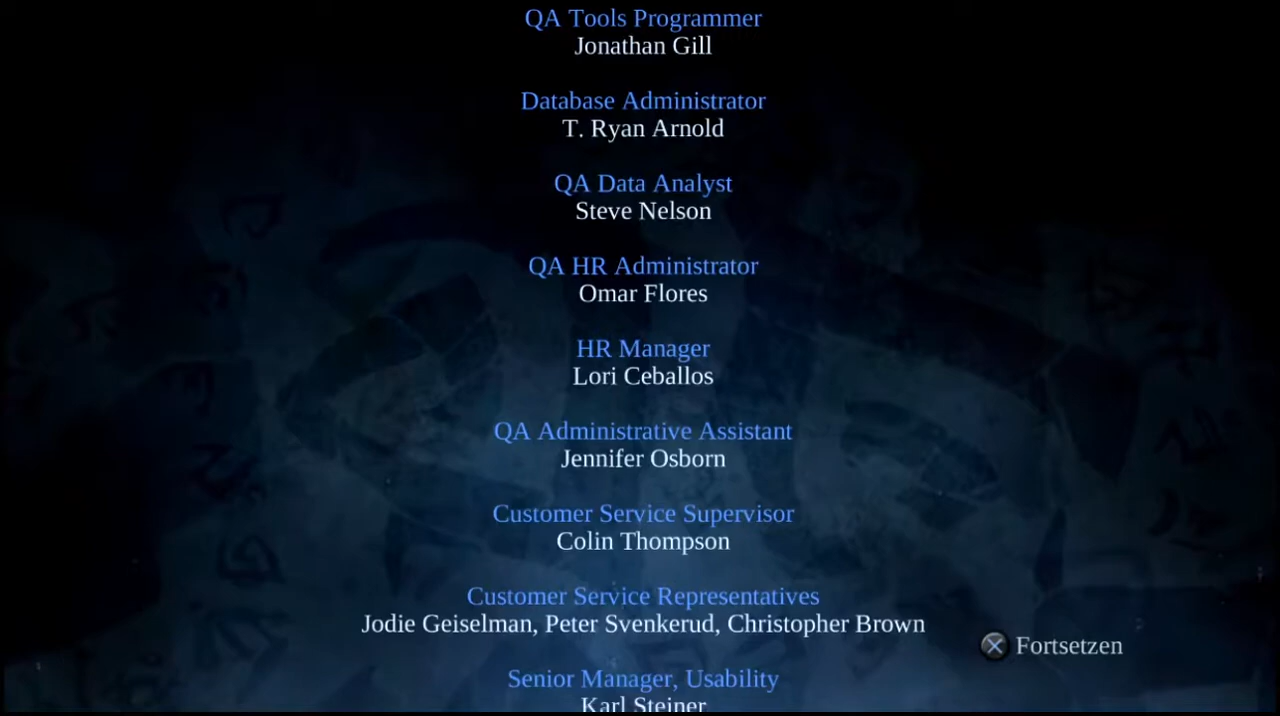 QA Tools Programmer
Jonathan Gill
Database Administrator
T. Ryan Arnold
QA Data Analyst
Steve Nelson
QA HR Administrator
Omar Flores
HR Manager
Lori Ceballos
QA Administrative Assistant
Jennifer Osborn
Customer Service Supervisor
Colin Thompson
Customer Service Representatives
Jodie Geiselman, Peter Svenkerud, Christopher Brown
Fortsetzen
Senior Manager, Usability
Karl Steiner